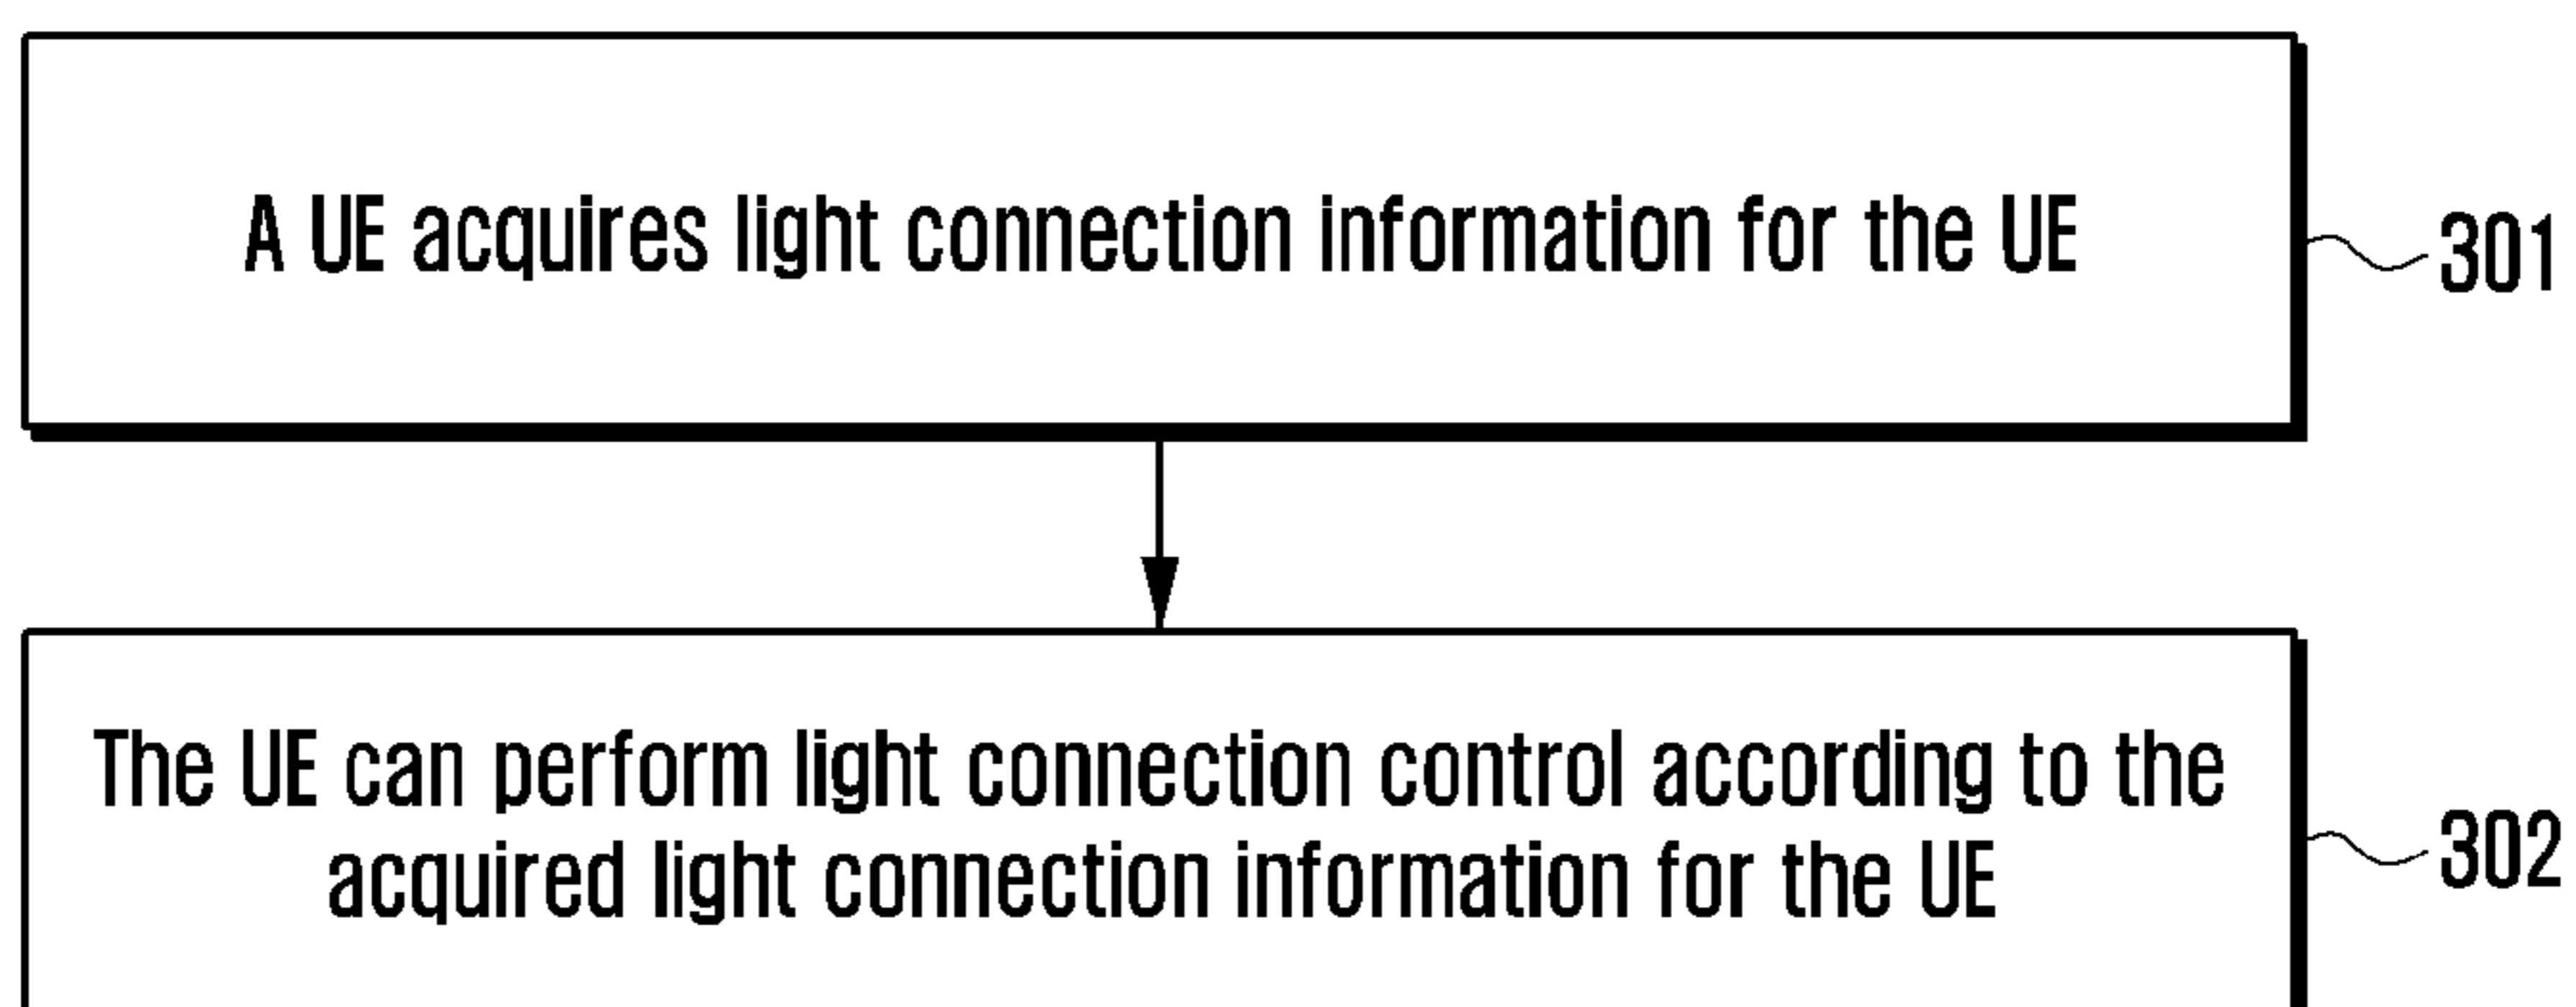 A UE acquires light connection information for the UE
301
The UE can perform light connection control according to the
acquired light connection information for the UE
302